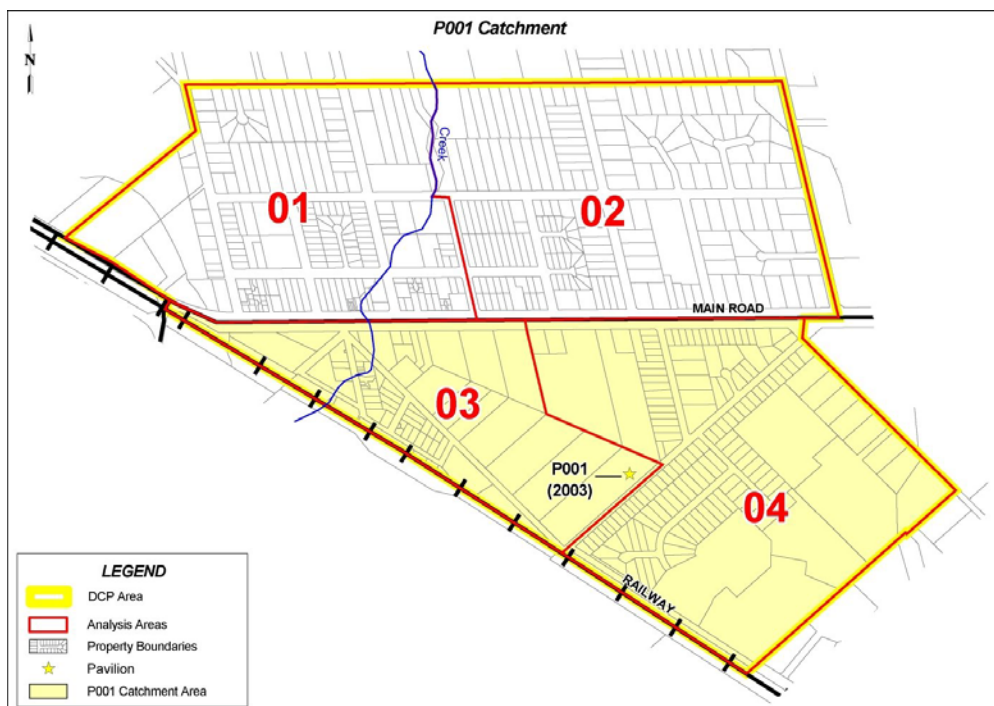 P001 Catchment
N
Creek
01
02
MAIN ROAD
03
P001
(2003)
04
RAILWAY
LEGEND
DCP Area
Analysis Areas
Property Boundaries
Pavilion
P001 Catchment Area